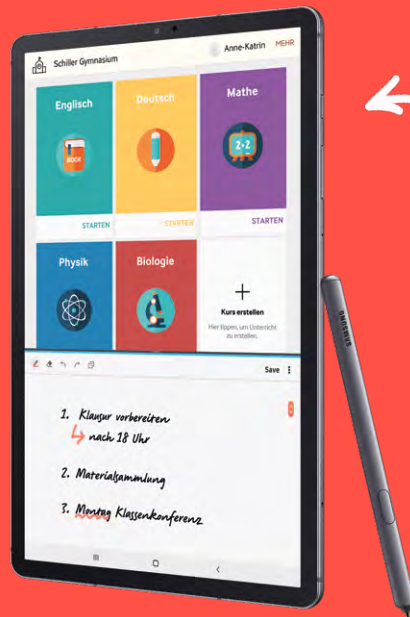 Schiller Gymnasium
Anne-Katrin MEHR
Englisch
Deutsch
Mathe
BOOK
2·2
STARTEN
STARTEN
STARTEN
Physik
Biologie
Kurs erstellen
Hier tippen, um Unterricht
zu erstellen.
Save
1. Klausur vorbereiten
nach 18 Uhr
2. Materialsammlung
3. Montag Klassenkonferenz
SAMSUNG